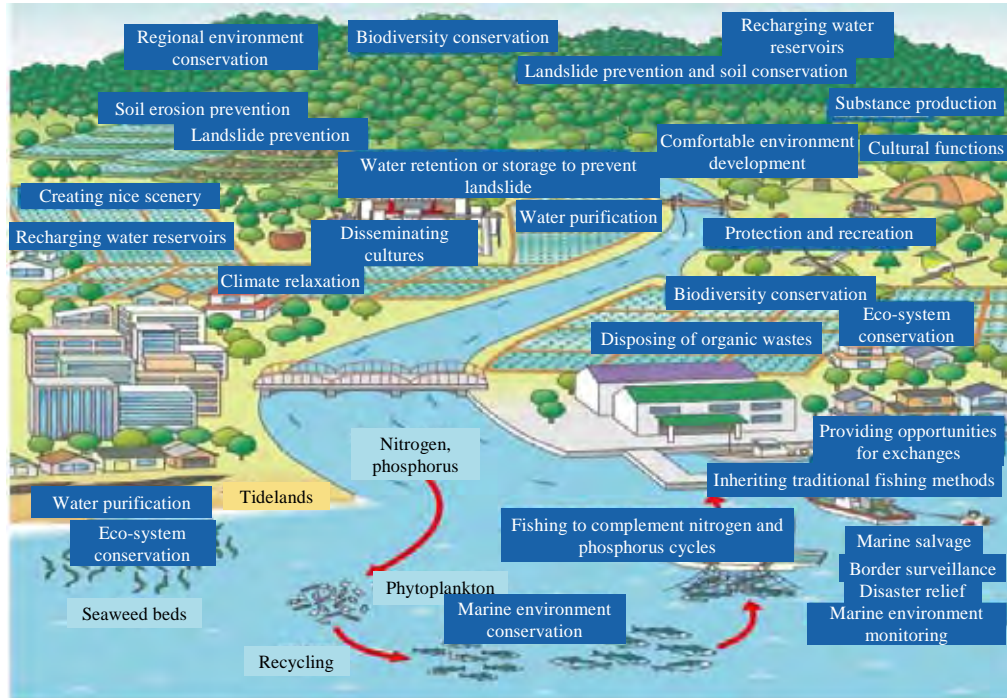 Regional environment
conservation
Biodiversity conservation
Recharging water
reservoirs
Landslide prevention and soil conservation
Soil erosion prevention
Landslide prevention
Substance production
Comfortable environment
development
Cultural functions
Water retention or storage to prevent
landslide
Creating nice scenery
Water purification
Recharging water reservoirs
Disseminating
cultures
Protection and recreation
Climate relaxation
Biodiversity conservation
Eco-system
conservation
Disposing of organic wastes
Nitrogen,
phosphorus
Providing opportunities
for exchanges
Inheriting traditional fishing methods
Tidelands
Water purification
Eco-system
conservation
Fishing to complement nitrogen and
phosphorus cycles
Marine salvage
Border surveillance
Disaster relief
Marine environment
monitoring
Phytoplankton
Seaweed beds
Marine environment
conservation
Recycling